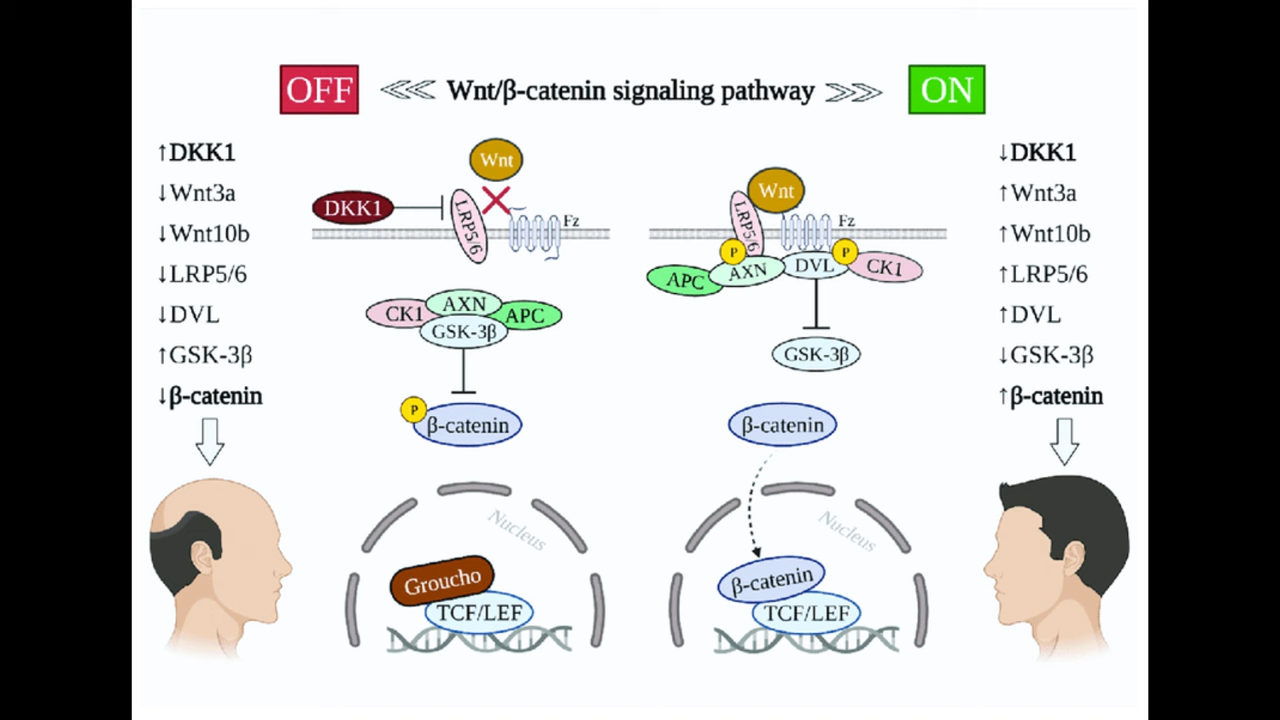 OFF
Wnt/β-catenin signaling pathway
ON
↑DKK1
↓Wnt3a
↓Wnt10b
↓LRP5/6
↓DVL
↑GSK-3β
↓β-catenin
Wnt
DKK1
LRP5/6
Fz
CK1
AXN
APC
GSK-3β
P
β-catenin
Nucleus
Groucho
TCF/LEF
Wnt
LRP5/6
Fz
P
P
APC
AXN
DVL
CK1
GSK-3β
β-catenin
Nucleus
β-catenin
TCF/LEF
↓DKK1
↑Wnt3a
↑Wnt10b
↑LRP5/6
↑DVL
↓GSK-3β
↑β-catenin